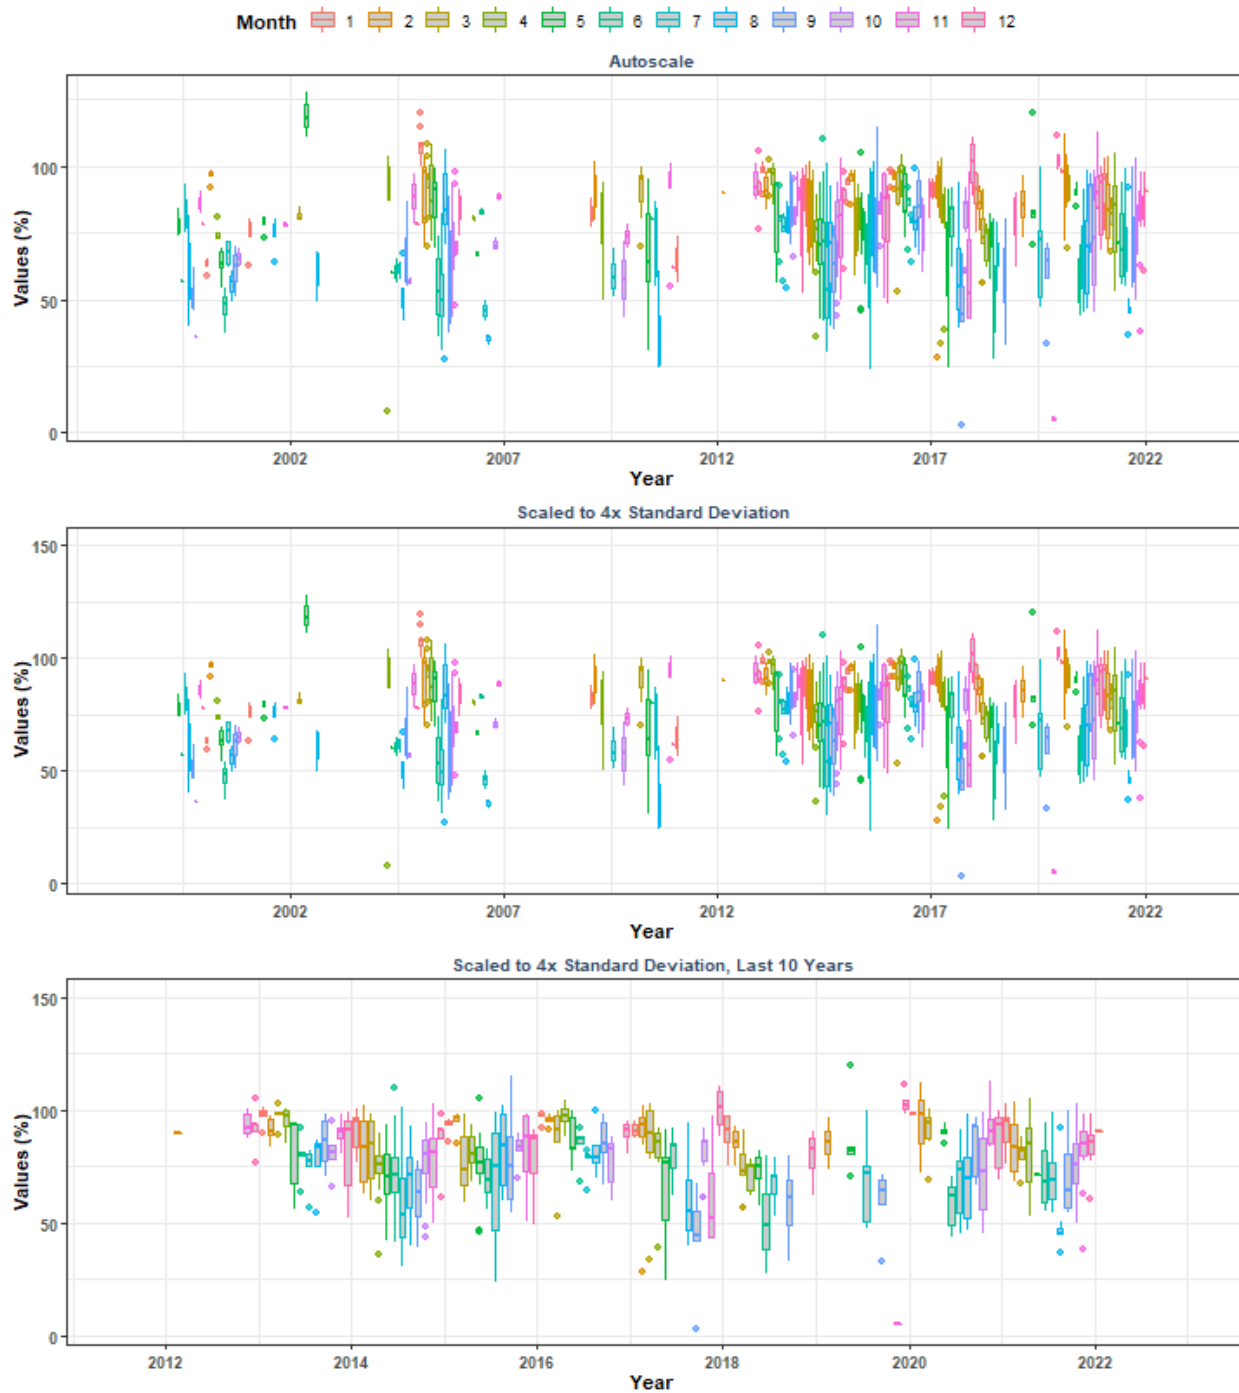 Month 1 2 3 4 5 6 7 8 9 10 11 12
Autoscale
Values (%)
100
50
0
2002 2007 2012 2017 2022
Year
Scaled to 4x Standard Deviation
Values (%)
150
100
50
0
2002 2007 2012 2017 2022
Year
Scaled to 4x Standard Deviation, Last 10 Years
Values (%)
150
100
50
0
2012 2014 2016 2018 2020 2022
Year